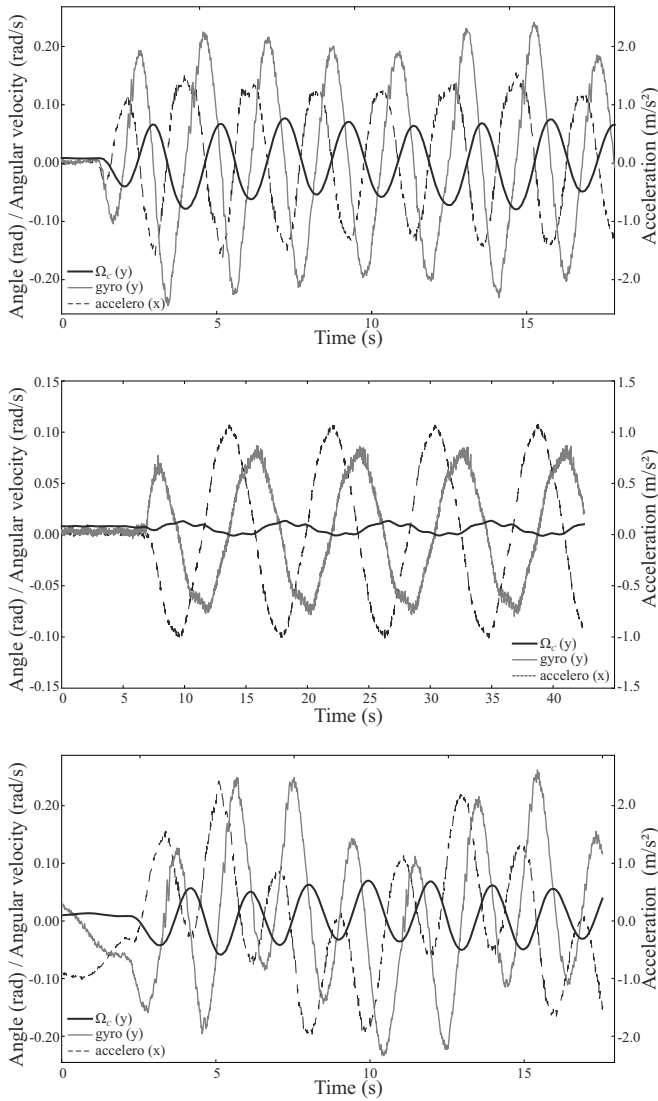 Angle (rad) / Angular velocity (rad/s)
0.20
0.10
0.00
-0.10
-0.20
2.0
1.0
0.0
-1.0
-2.0
Acceleration (m/s²)
Ω_C (y)
gyro (y)
accelero (x)
0 5 10 15
Time (s)
Angle (rad) / Angular velocity (rad/s)
0.15
0.10
0.05
0.00
-0.05
-0.10
-0.15
1.5
1.0
0.5
0.0
-0.5
-1.0
-1.5
Acceleration (m/s²)
Ω_C (y)
gyro (y)
accelero (x)
0 5 10 15 20 25 30 35 40
Time (s)
Angle (rad) / Angular velocity (rad/s)
0.20
0.10
0.00
-0.10
-0.20
2.0
1.0
0.0
-1.0
-2.0
Acceleration (m/s²)
Ω_C (y)
gyro (y)
accelero (x)
0 5 10 15
Time (s)